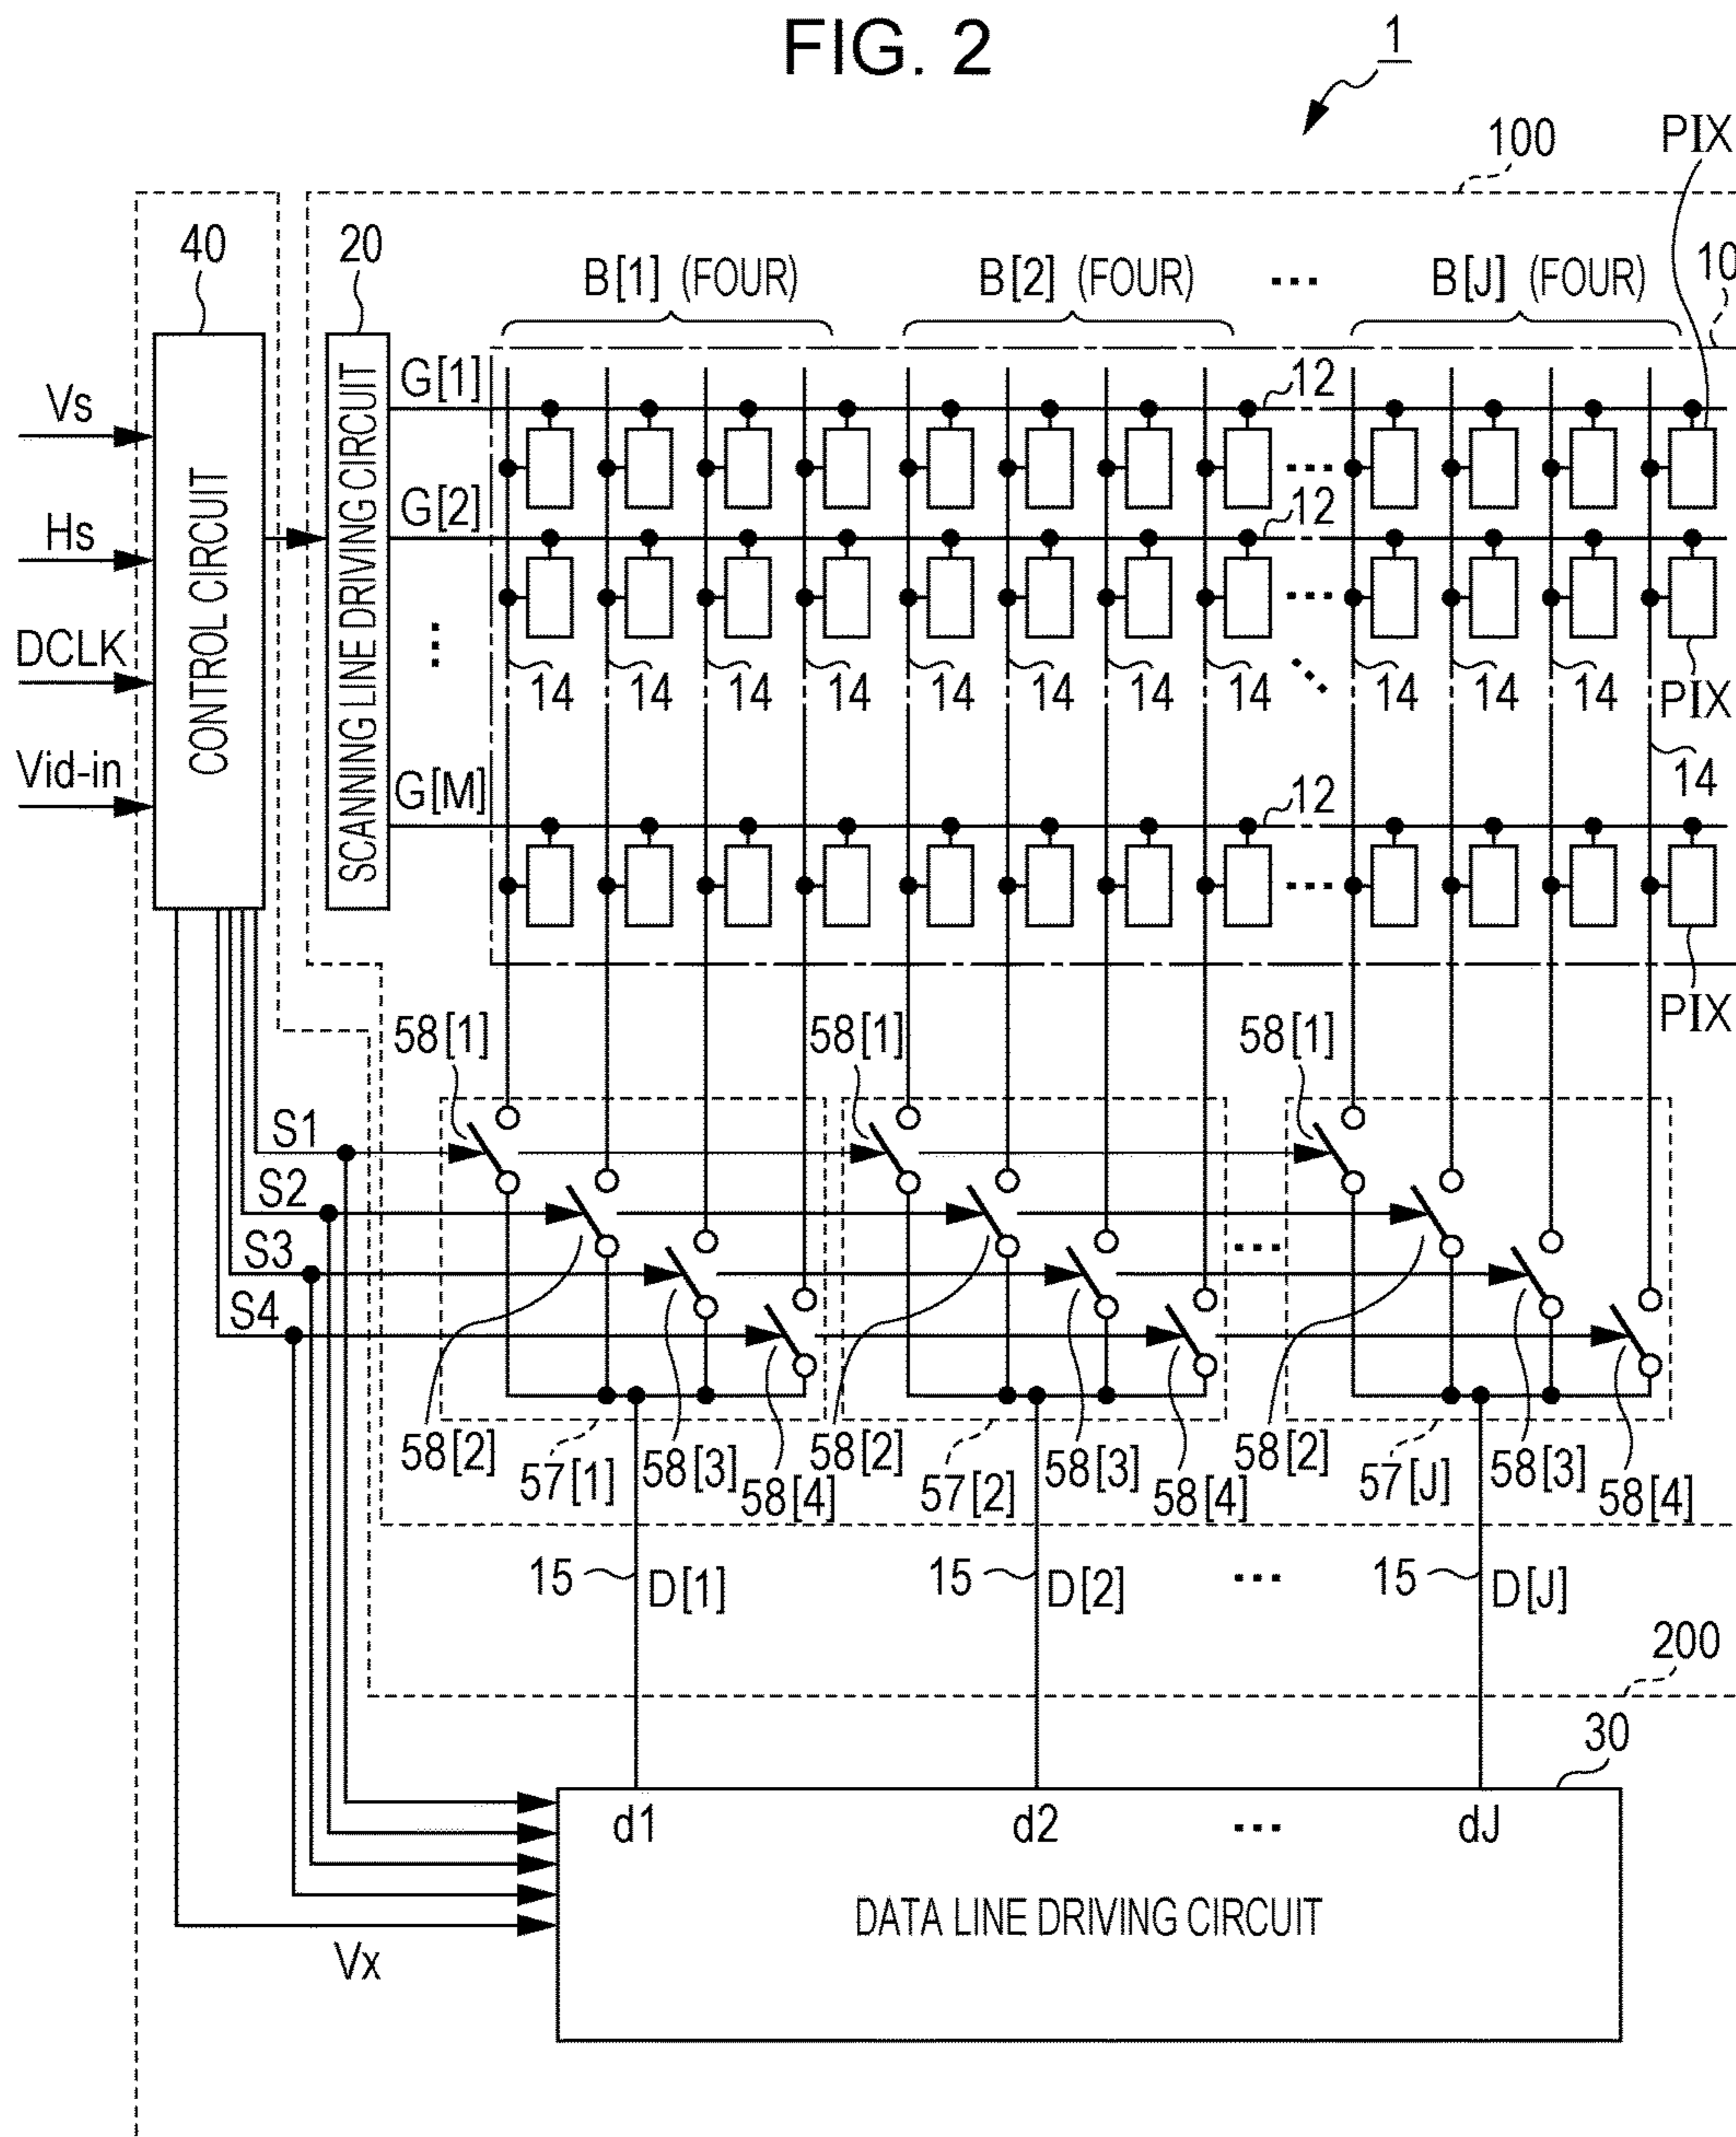 FIG. 2
1
100
PIX
40
20
B[1] (FOUR)
B[2] (FOUR)
...
B[J] (FOUR)
10
CONTROL CIRCUIT
SCANNING LINE DRIVING CIRCUIT
Vs
G[1]
12
...
Hs
G[2]
12
...
DCLK
14
14
14
14
14
14
14
14
14
14
14
PIX
Vid-in
G[M]
12
14
...
PIX
58[1]
58[1]
58[1]
S1
S2
S3
...
S4
58[2]
57[1]
58[3]
58[4]
58[2]
57[2]
58[3]
58[4]
58[2]
57[J]
58[3]
58[4]
15
D[1]
15
D[2]
...
15
D[J]
200
30
d1
d2
...
dJ
DATA LINE DRIVING CIRCUIT
Vx